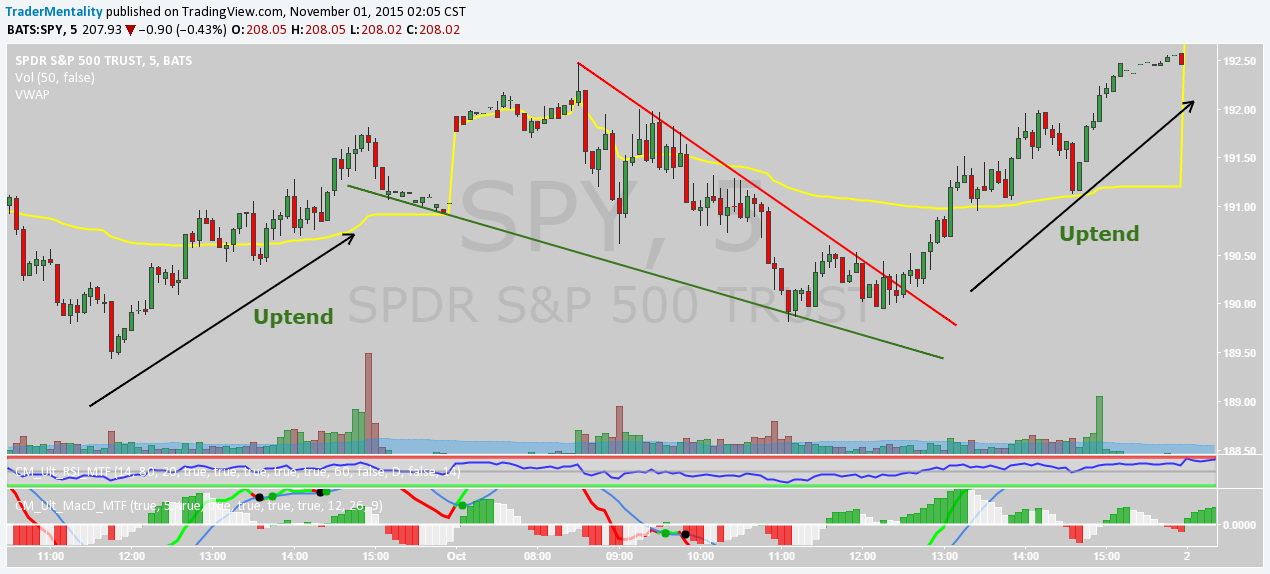 TraderMentality published on TradingView.com, November 01, 2015 02:05 CST
BATS:SPY, 5 207.93 ▼ −0.90 (−0.43%) O:208.05 H:208.05 L:208.02 C:208.02
SPDR S&P 500 TRUST, 5, BATS
Vol (50, false)
VWAP
SPY, 5
SPDR S&P 500 TRUST
Uptend
Uptend
192.50
192.00
191.50
191.00
190.50
190.00
189.50
189.00
188.50
CM_Ult_RSI_MTF (14, 80, 20, true, true, true, true, true, 60, false, D, false, 14)
CM_Ult_MacD_MTF (true, 5, true, true, true, true, true, 12, 26, 9)
0.0000
11:00 12:00 13:00 14:00 15:00 Oct 08:00 09:00 10:00 11:00 12:00 13:00 14:00 15:00 2